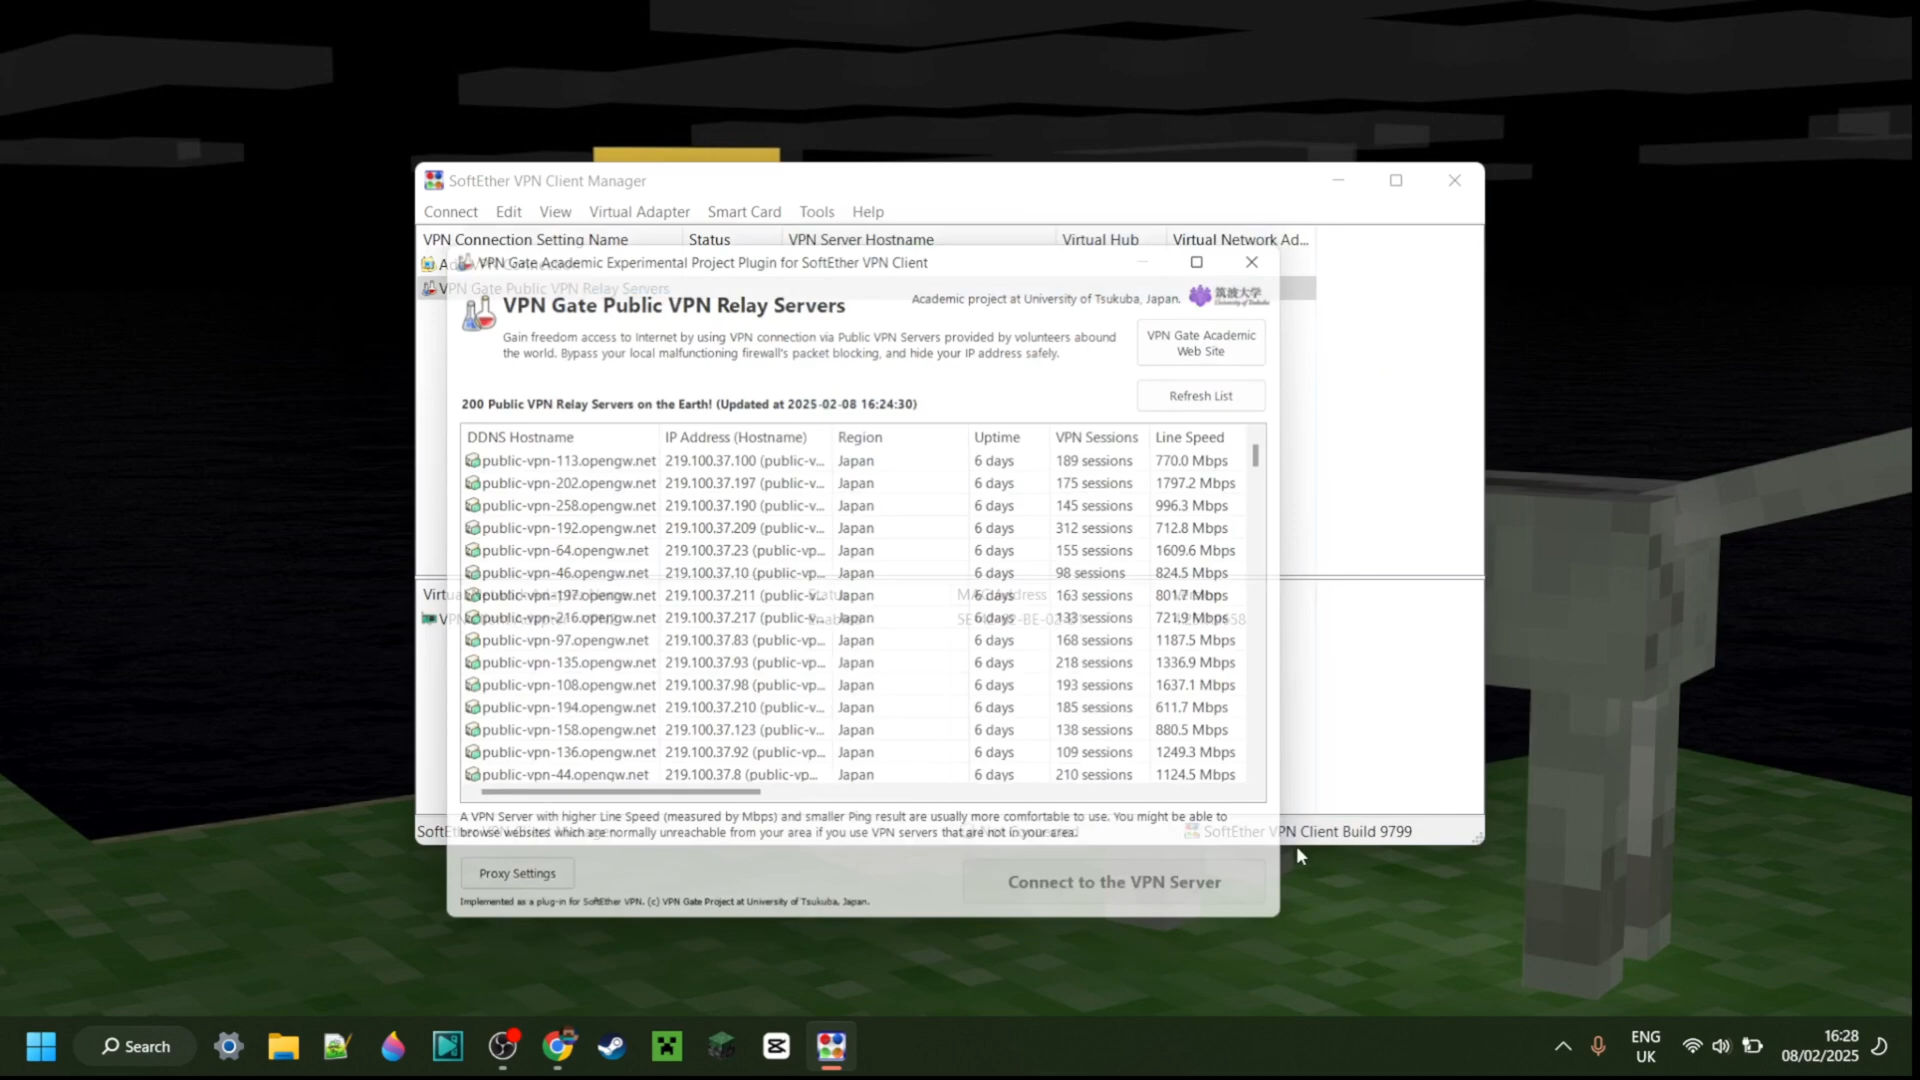 SoftEther VPN Client Manager
Connect Edit View Virtual Adapter Smart Card Tools Help
VPN Connection Setting Name Status VPN Server Hostname Virtual Hub Virtual Network Ad...
VPN Gate Academic Experimental Project Plugin for SoftEther VPN Client
VPN Gate Public VPN Relay Servers
VPN Gate Public VPN Relay Servers
Academic project at University of Tsukuba, Japan.
筑波大学
University of Tsukuba
Gain freedom access to Internet by using VPN connection via Public VPN Servers provided by volunteers abound
the world. Bypass your local malfunctioning firewall's packet blocking, and hide your IP address safely.
VPN Gate Academic
Web Site
200 Public VPN Relay Servers on the Earth! (Updated at 2025-02-08 16:24:30)
Refresh List
DDNS Hostname IP Address (Hostname) Region Uptime VPN Sessions Line Speed
public-vpn-113.opengw.net 219.100.37.100 (public-v... Japan 6 days 189 sessions 770.0 Mbps
public-vpn-202.opengw.net 219.100.37.197 (public-v... Japan 6 days 175 sessions 1797.2 Mbps
public-vpn-258.opengw.net 219.100.37.190 (public-v... Japan 6 days 145 sessions 996.3 Mbps
public-vpn-192.opengw.net 219.100.37.209 (public-v... Japan 6 days 312 sessions 712.8 Mbps
public-vpn-64.opengw.net 219.100.37.23 (public-vp... Japan 6 days 155 sessions 1609.6 Mbps
public-vpn-46.opengw.net 219.100.37.10 (public-vp... Japan 6 days 98 sessions 824.5 Mbps
public-vpn-197.opengw.net 219.100.37.211 (public-v... Japan 6 days 163 sessions 801.7 Mbps
public-vpn-216.opengw.net 219.100.37.217 (public-v... Japan 6 days 133 sessions 721.9 Mbps
public-vpn-97.opengw.net 219.100.37.83 (public-vp... Japan 6 days 168 sessions 1187.5 Mbps
public-vpn-135.opengw.net 219.100.37.93 (public-vp... Japan 6 days 218 sessions 1336.9 Mbps
public-vpn-108.opengw.net 219.100.37.98 (public-vp... Japan 6 days 193 sessions 1637.1 Mbps
public-vpn-194.opengw.net 219.100.37.210 (public-v... Japan 6 days 185 sessions 611.7 Mbps
public-vpn-158.opengw.net 219.100.37.123 (public-v... Japan 6 days 138 sessions 880.5 Mbps
public-vpn-136.opengw.net 219.100.37.92 (public-vp... Japan 6 days 109 sessions 1249.3 Mbps
public-vpn-44.opengw.net 219.100.37.8 (public-vp... Japan 6 days 210 sessions 1124.5 Mbps
A VPN Server with higher Line Speed (measured by Mbps) and smaller Ping result are usually more comfortable to use. You might be able to
browse websites which are normally unreachable from your area if you use VPN servers that are not in your area.
SoftEther VPN Client Build 9799
Proxy Settings
Connect to the VPN Server
Implemented as a plug-in for SoftEther VPN. (c) VPN Gate Project at University of Tsukuba, Japan.
Search
ENG
UK
16:28
08/02/2025